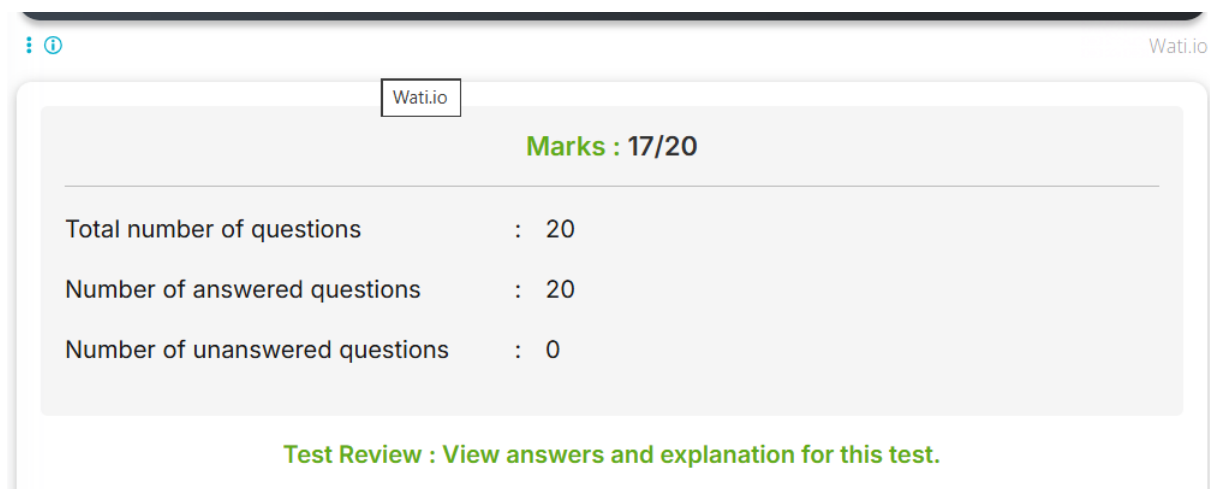 Wati.io
Wati.io
Marks : 17/20
Total number of questions : 20
Number of answered questions : 20
Number of unanswered questions : 0
Test Review : View answers and explanation for this test.